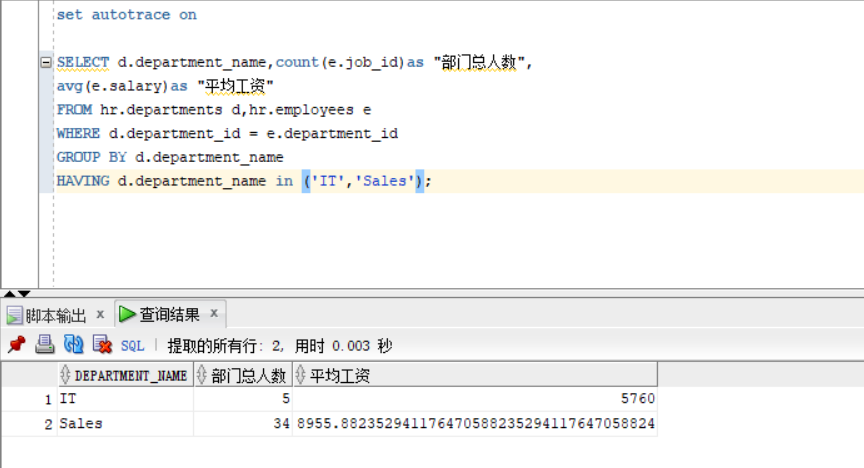 set autotrace on
SELECT d.department_name,count(e.job_id)as "部门总人数",
avg(e.salary)as "平均工资"
FROM hr.departments d,hr.employees e
WHERE d.department_id = e.department_id
GROUP BY d.department_name
HAVING d.department_name in ('IT','Sales');
脚本输出 x 查询结果 x
SQL | 提取的所有行: 2, 用时 0.003 秒
DEPARTMENT_NAME 部门总人数 平均工资
1 IT 5 5760
2 Sales 34 8955.88235294117647058823529411764705882